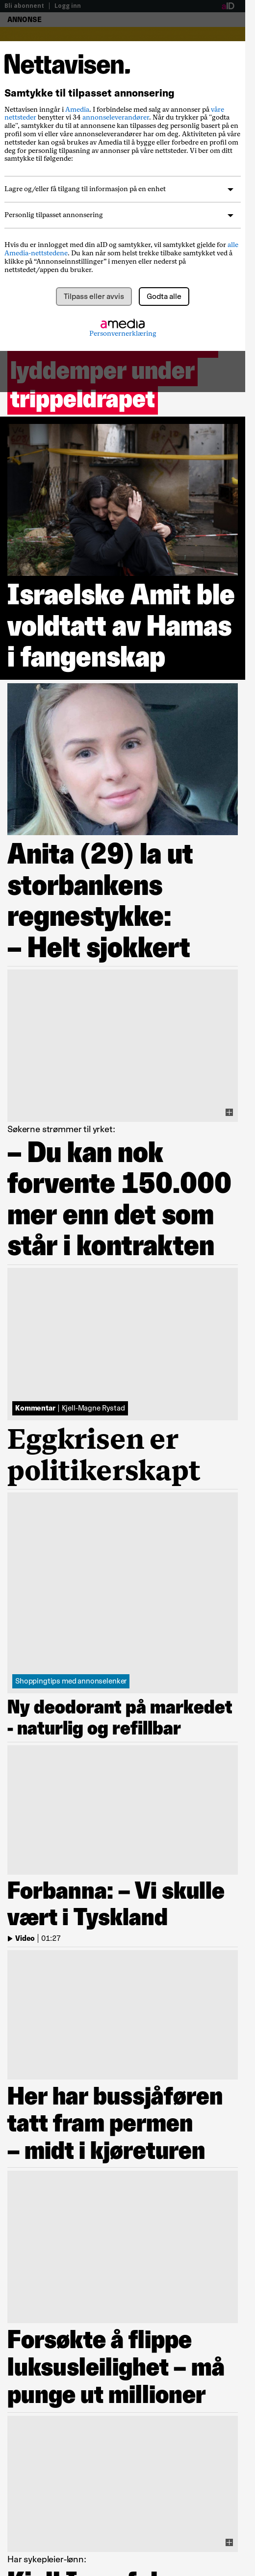 Bli abonnent | Logg inn
aID
ANNONSE
Nettavisen.
Samtykke til tilpasset annonsering
Nettavisen inngår i Amedia. I forbindelse med salg av annonser på våre
nettsteder benytter vi 34 annonseleverandører. Når du trykker på "godta
alle", samtykker du til at annonsene kan tilpasses deg personlig basert på en
profil som vi eller våre annonseleverandører har om deg. Aktiviteten din på våre
nettsteder kan også brukes av Amedia til å bygge eller forbedre en profil om
deg for personlig tilpasning av annonser på våre nettsteder. Vi ber om ditt
samtykke til følgende:
Lagre og/eller få tilgang til informasjon på en enhet
Personlig tilpasset annonsering
Hvis du er innlogget med din aID og samtykker, vil samtykket gjelde for alle
Amedia-nettstedene. Du kan når som helst trekke tilbake samtykket ved å
klikke på “Annonseinnstillinger” i menyen eller nederst på
nettstedet/appen du bruker.
Tilpass eller avvis
Godta alle
amedia
Personvernerklæring
lyddemper under
trippeldrapet
Israelske Amit ble
voldtatt av Hamas
i fangenskap
Anita (29) la ut
storbankens
regnestykke:
– Helt sjokkert
Søkerne strømmer til yrket:
– Du kan nok
forvente 150.000
mer enn det som
står i kontrakten
Kommentar | Kjell-Magne Rystad
Eggkrisen er
politikerskapt
Shoppingtips med annonselenker
Ny deodorant på markedet
- naturlig og refillbar
Forbanna: – Vi skulle
vært i Tyskland
Video | 01:27
Her har bussjåføren
tatt fram permen
– midt i kjøreturen
Forsøkte å flippe
luksusleilighet – må
punge ut millioner
Har sykepleier-lønn: